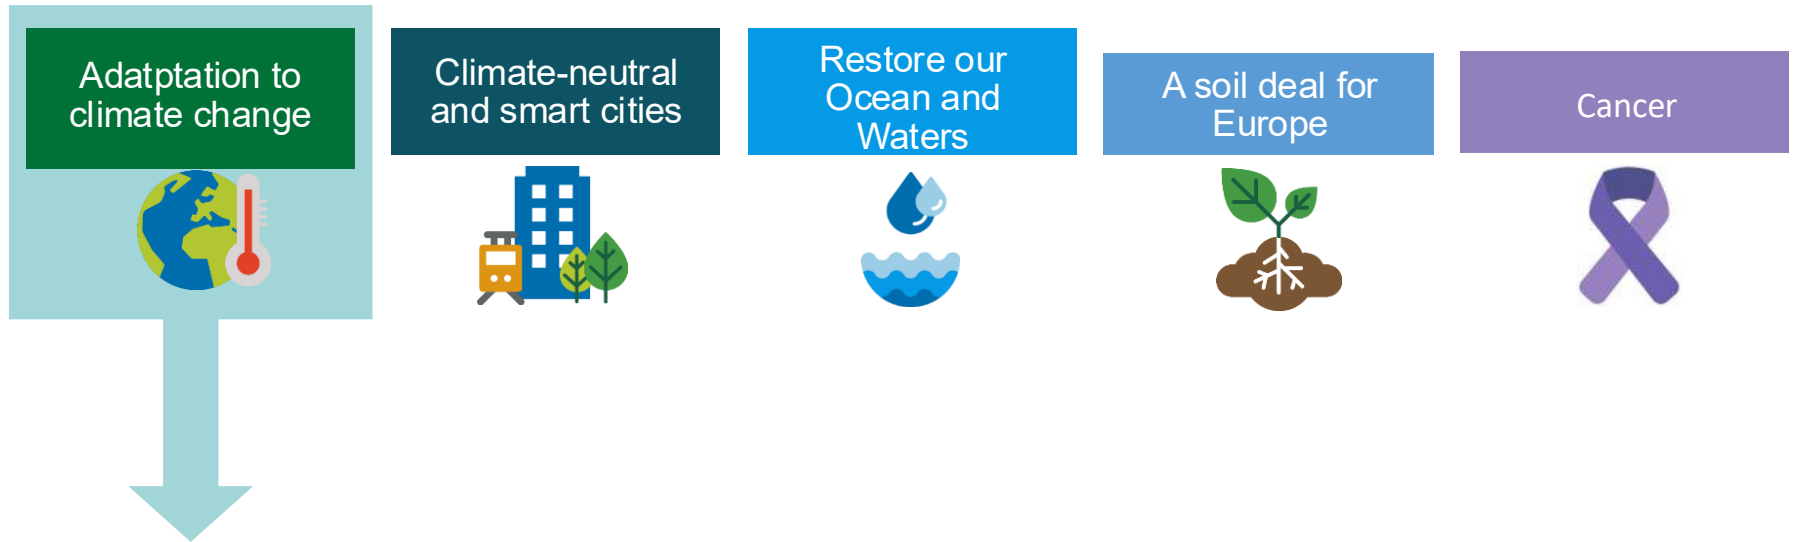 Adatptation to
climate change
Climate-neutral
and smart cities
Restore our
Ocean and
Waters
A soil deal for
Europe
Cancer